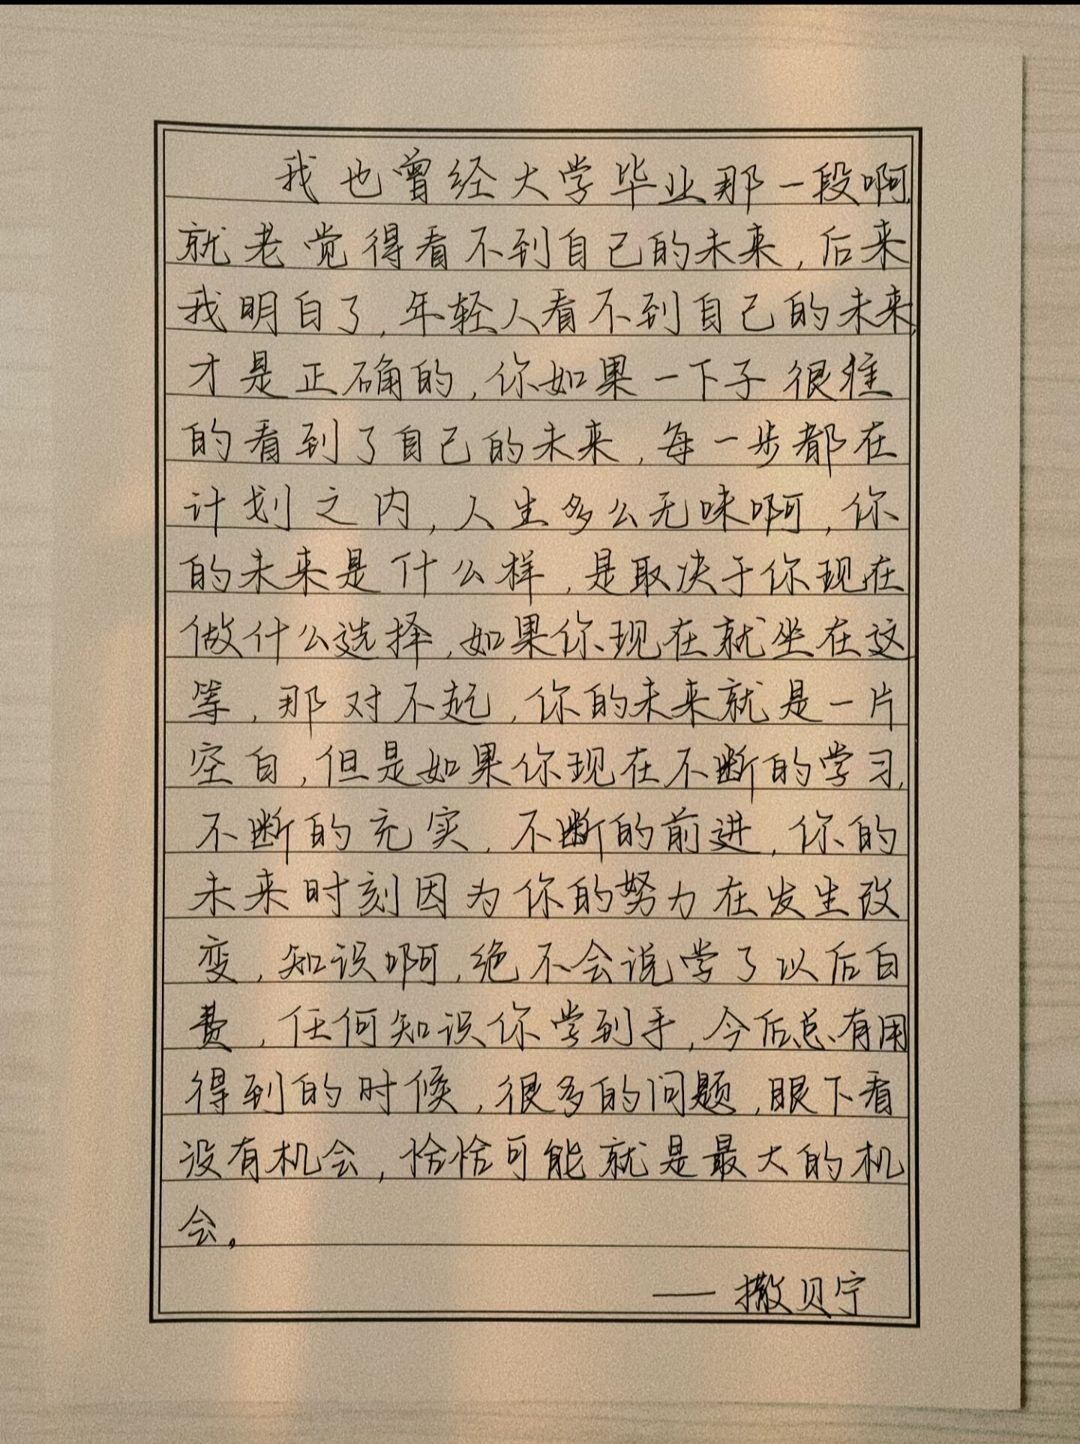 我也曾经大学毕业那一段啊,
就老觉得看不到自己的未来,后来
我明白了,年轻人看不到自己的未来,
才是正确的,你如果一下子很准
的看到了自己的未来,每一步都在
计划之内,人生多么无味啊,你
的未来是什么样,是取决于你现在
做什么选择,如果你现在就坐在这
等,那对不起,你的未来就是一片
空白,但是如果你现在不断的学习,
不断的充实,不断的前进,你的
未来时刻因为你的努力在发生改
变,知识啊,绝不会说学了以后白
费,任何知识你学到手,今后总有用
得到的时候,很多的问题,眼下看
没有机会,恰恰可能就是最大的机
会。
——撒贝宁